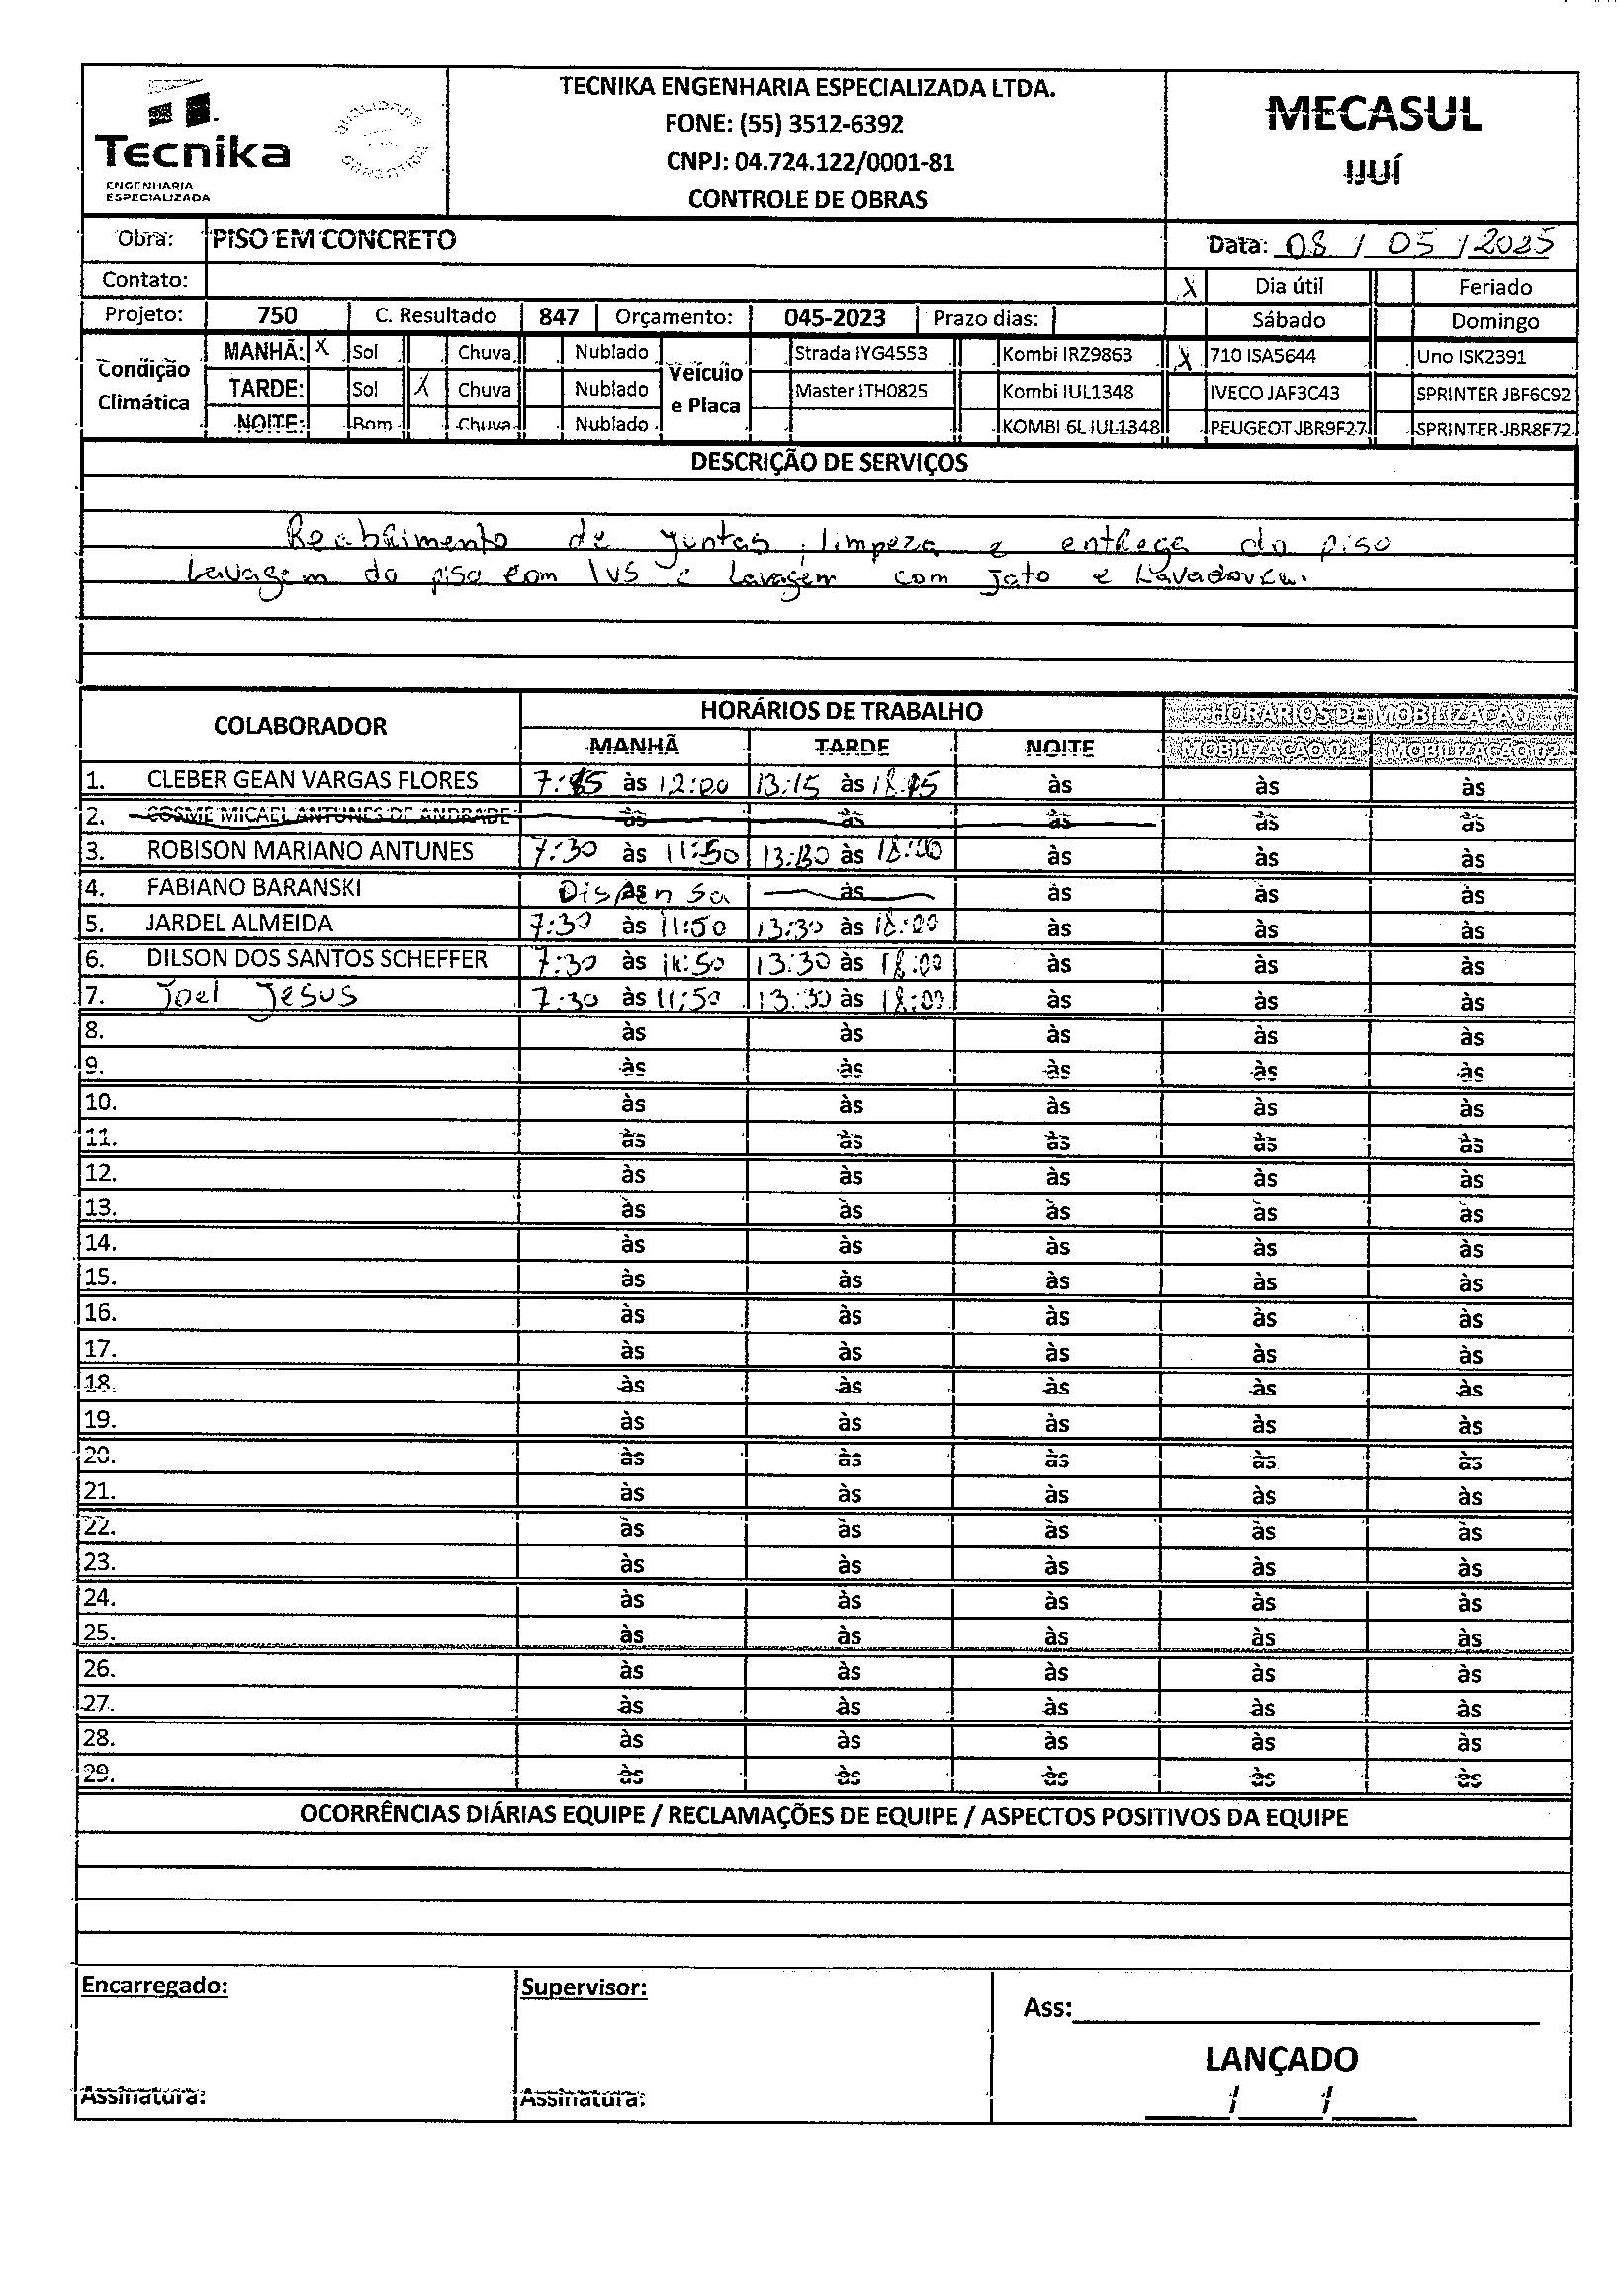 Tecnika
ENGENHARIA
ESPECIALIZADA
QUALIDADE
GARANTIDA
TECNIKA ENGENHARIA ESPECIALIZADA LTDA.
FONE: (55) 3512-6392
CNPJ: 04.724.122/0001-81
CONTROLE DE OBRAS
MECASUL
IJUÍ
Obra: PISO EM CONCRETO Data: 08 / 05 / 2025
Contato: X Dia útil Feriado
Projeto: 750 C. Resultado 847 Orçamento: 045-2023 Prazo dias: Sábado Domingo
Condição Climática
MANHÃ: X Sol Chuva Nublado
TARDE: Sol X Chuva Nublado
NOITE: Bom Chuva Nublado
Veículo e Placa
Strada IYG4553 Kombi IRZ9863 X 710 ISA5644 Uno ISK2391
Master ITH0825 Kombi IUL1348 IVECO JAF3C43 SPRINTER JBF6C92
KOMBI 6L IUL1348 PEUGEOT JBR9F27 SPRINTER JBR8F72
DESCRIÇÃO DE SERVIÇOS
Reabrimento de juntas, limpeza e entrega do piso
Lavagem do piso com IVS e Lavagem com jato e Lavadora.
COLABORADOR HORÁRIOS DE TRABALHO HORÁRIOS DE MOBILIZAÇÃO
MANHÃ TARDE NOITE MOBILIZAÇÃO 01 MOBILIZAÇÃO 02
1. CLEBER GEAN VARGAS FLORES às 12:00 13:15 às às às às
2. COSME MICAEL ANTUNES DE ANDRADE às às às às às
3. ROBISON MARIANO ANTUNES 7:30 às 11:50 13:30 às 18:00 às às às
4. FABIANO BARANSKI Dispensa às às às às às
5. JARDEL ALMEIDA 7:30 às 11:50 13:30 às 18:00 às às às
6. DILSON DOS SANTOS SCHEFFER 7:30 às 11:50 13:30 às 18:00 às às às
7. Joel Jesus 7:30 às 11:50 13:30 às 18:00 às às às
8. às às às às às
9. às às às às às
10. às às às às às
11. às às às às às
12. às às às às às
13. às às às às às
14. às às às às às
15. às às às às às
16. às às às às às
17. às às às às às
18. às às às às às
19. às às às às às
20. às às às às às
21. às às às às às
22. às às às às às
23. às às às às às
24. às às às às às
25. às às às às às
26. às às às às às
27. às às às às às
28. às às às às às
29. às às às às às
OCORRÊNCIAS DIÁRIAS EQUIPE / RECLAMAÇÕES DE EQUIPE / ASPECTOS POSITIVOS DA EQUIPE
Encarregado: Supervisor: Ass:
LANÇADO
Assinatura: Assinatura: / /